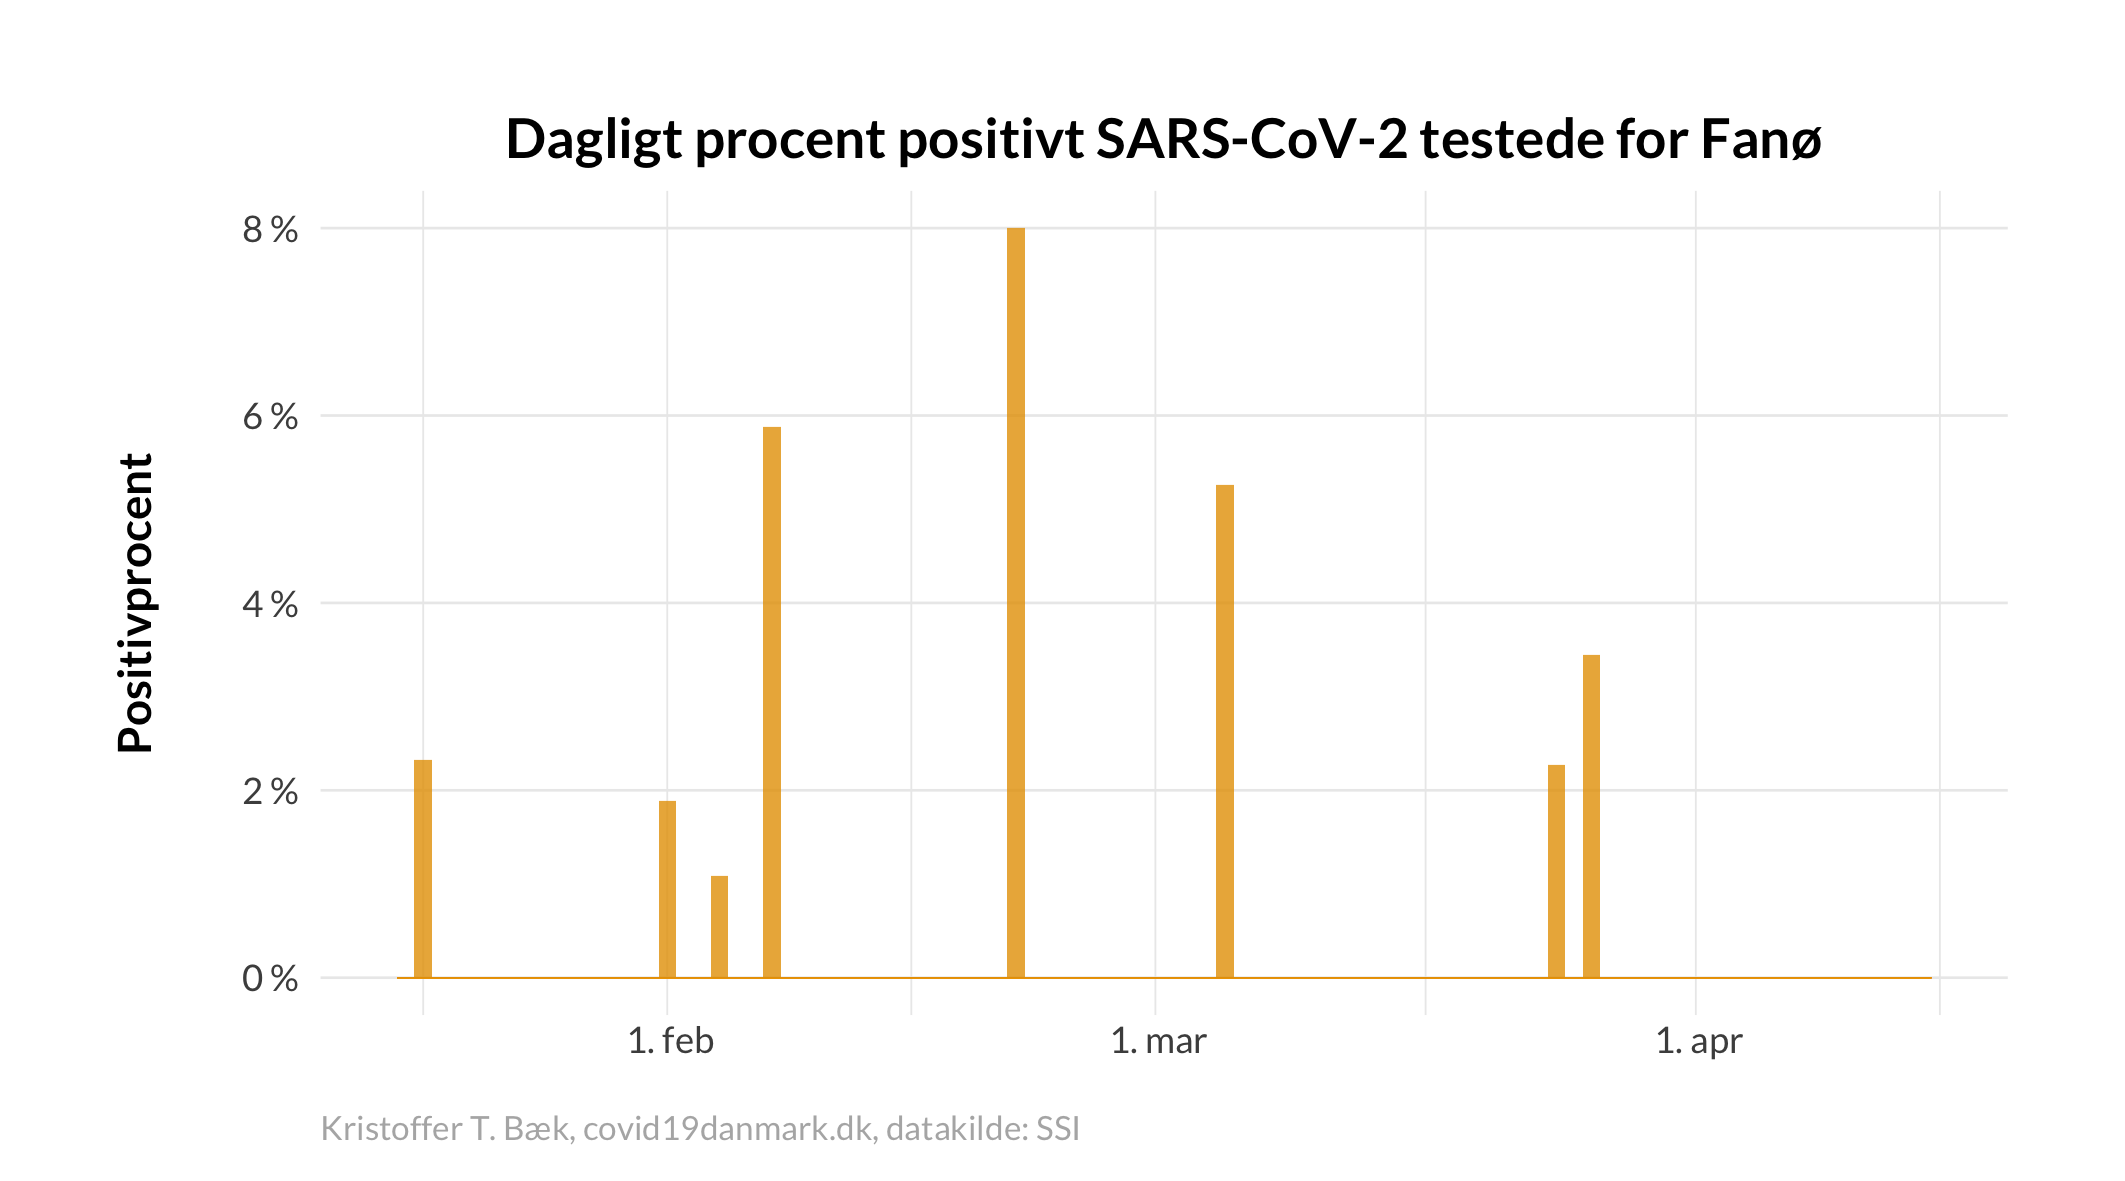 Dagligt procent positivt SARS-CoV-2 testede for Fanø
Positivprocent
8 %
6 %
4 %
2 %
0 %
1. feb
1. mar
1. apr
Kristoffer T. Bæk, covid19danmark.dk, datakilde: SSI